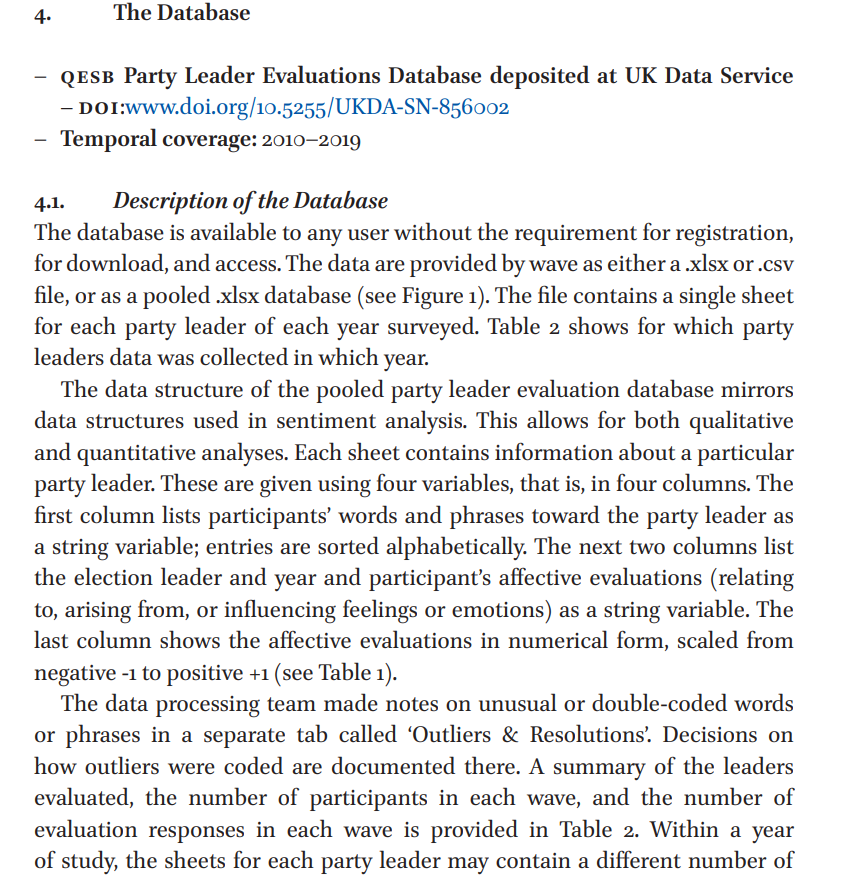 4. The Database
– QESB Party Leader Evaluations Database deposited at UK Data Service
– DOI:www.doi.org/10.5255/UKDA-SN-856002
– Temporal coverage: 2010–2019
4.1. Description of the Database
The database is available to any user without the requirement for registration,
for download, and access. The data are provided by wave as either a .xlsx or .csv
file, or as a pooled .xlsx database (see Figure 1). The file contains a single sheet
for each party leader of each year surveyed. Table 2 shows for which party
leaders data was collected in which year.
The data structure of the pooled party leader evaluation database mirrors
data structures used in sentiment analysis. This allows for both qualitative
and quantitative analyses. Each sheet contains information about a particular
party leader. These are given using four variables, that is, in four columns. The
first column lists participants’ words and phrases toward the party leader as
a string variable; entries are sorted alphabetically. The next two columns list
the election leader and year and participant’s affective evaluations (relating
to, arising from, or influencing feelings or emotions) as a string variable. The
last column shows the affective evaluations in numerical form, scaled from
negative -1 to positive +1 (see Table 1).
The data processing team made notes on unusual or double-coded words
or phrases in a separate tab called ‘Outliers & Resolutions’. Decisions on
how outliers were coded are documented there. A summary of the leaders
evaluated, the number of participants in each wave, and the number of
evaluation responses in each wave is provided in Table 2. Within a year
of study, the sheets for each party leader may contain a different number of